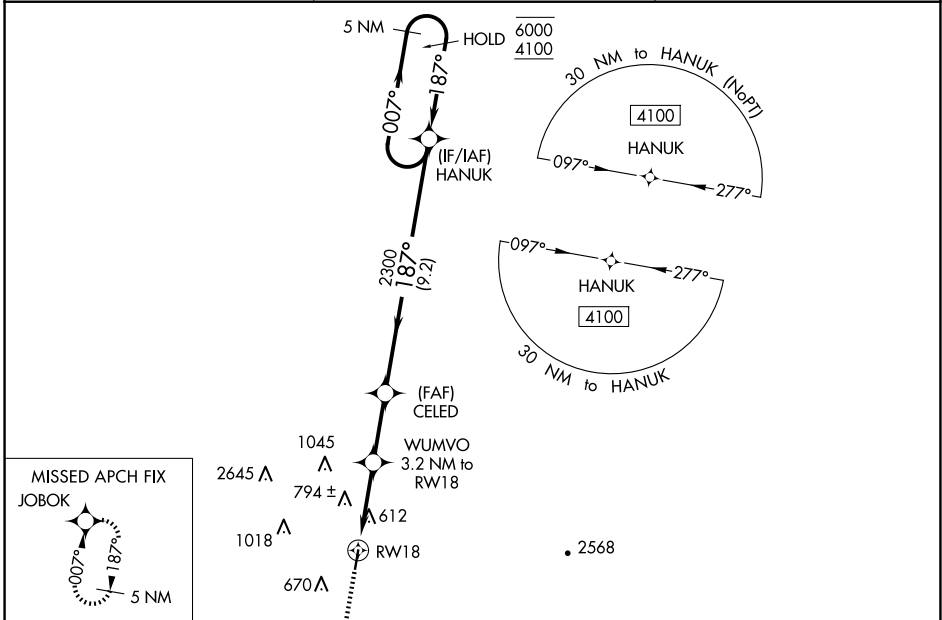 5 NM
HOLD
6000
4100
007°
187°
(IF/IAF)
HANUK
30 NM to HANUK (NoPT)
4100
HANUK
097°
277°
097°
277°
HANUK
4100
30 NM to HANUK
2300
187°
(9.2)
(FAF)
CELED
WUMVO
3.2 NM to
RW18
1045
2645
794 ±
612
1018
RW18
670
2568
MISSED APCH FIX
JOBOK
007°
187°
5 NM